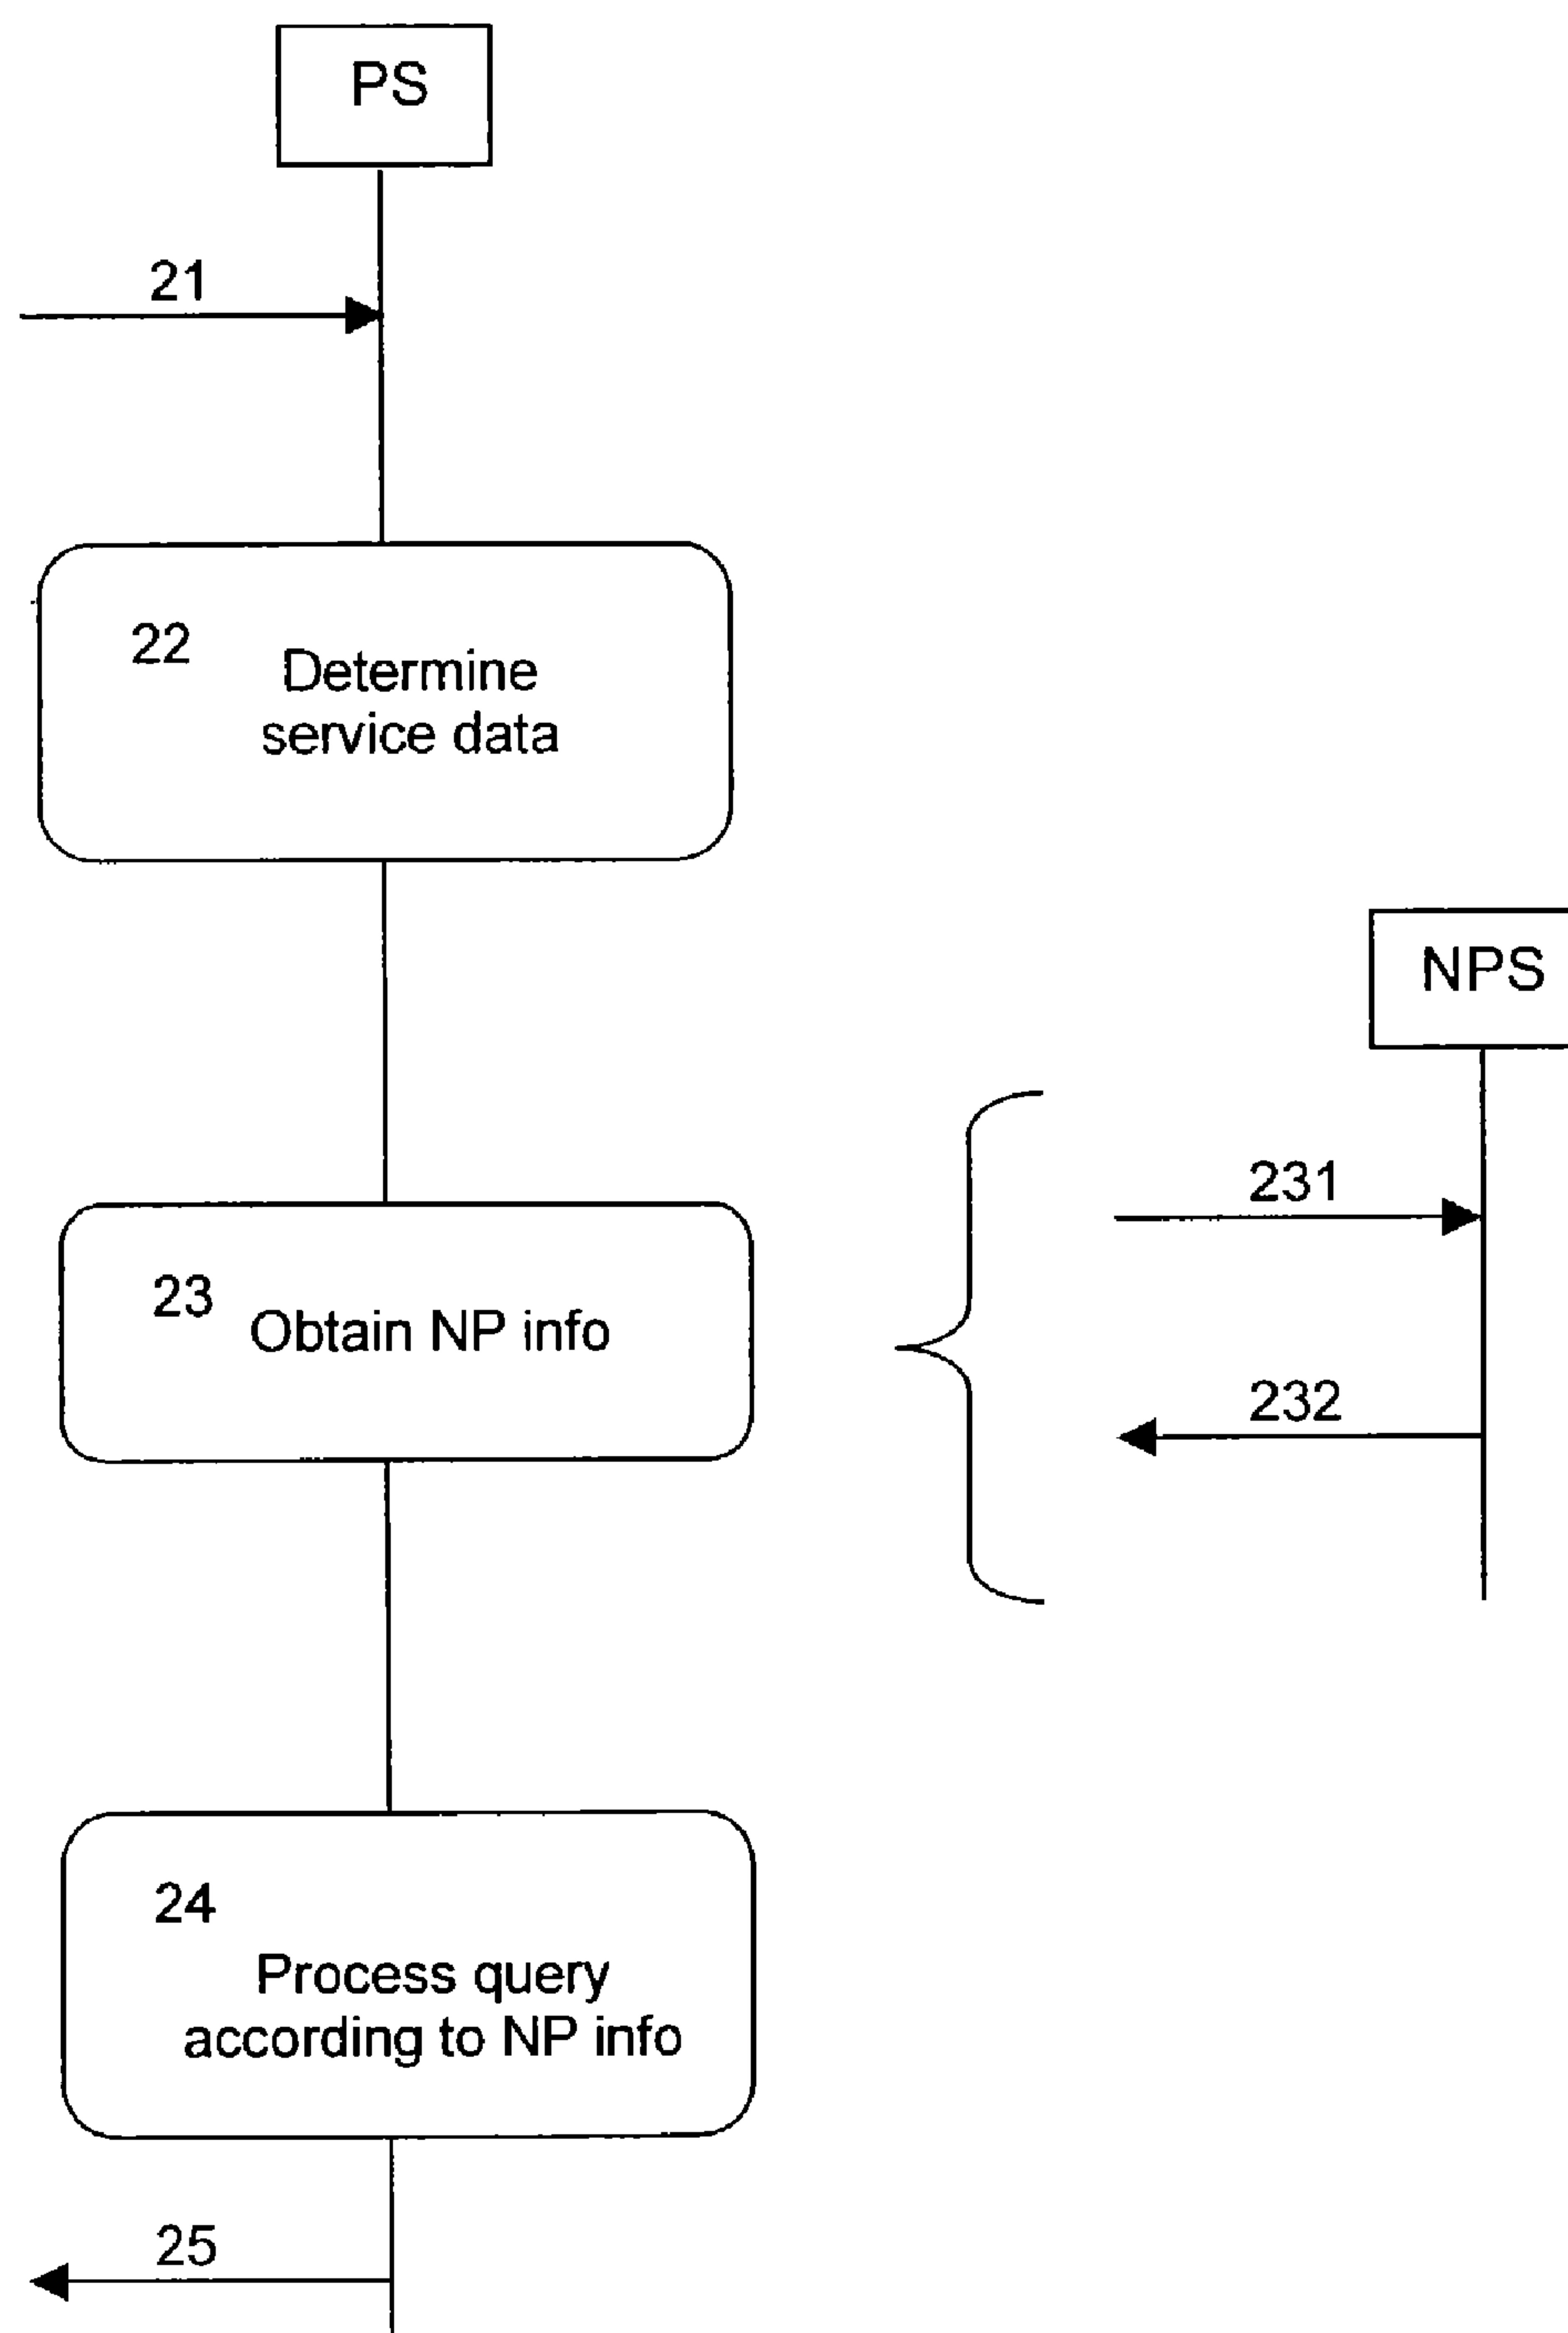 PS
21
22
Determine
service data
NPS
231
23
Obtain NP info
232
24
Process query
according to NP info
25